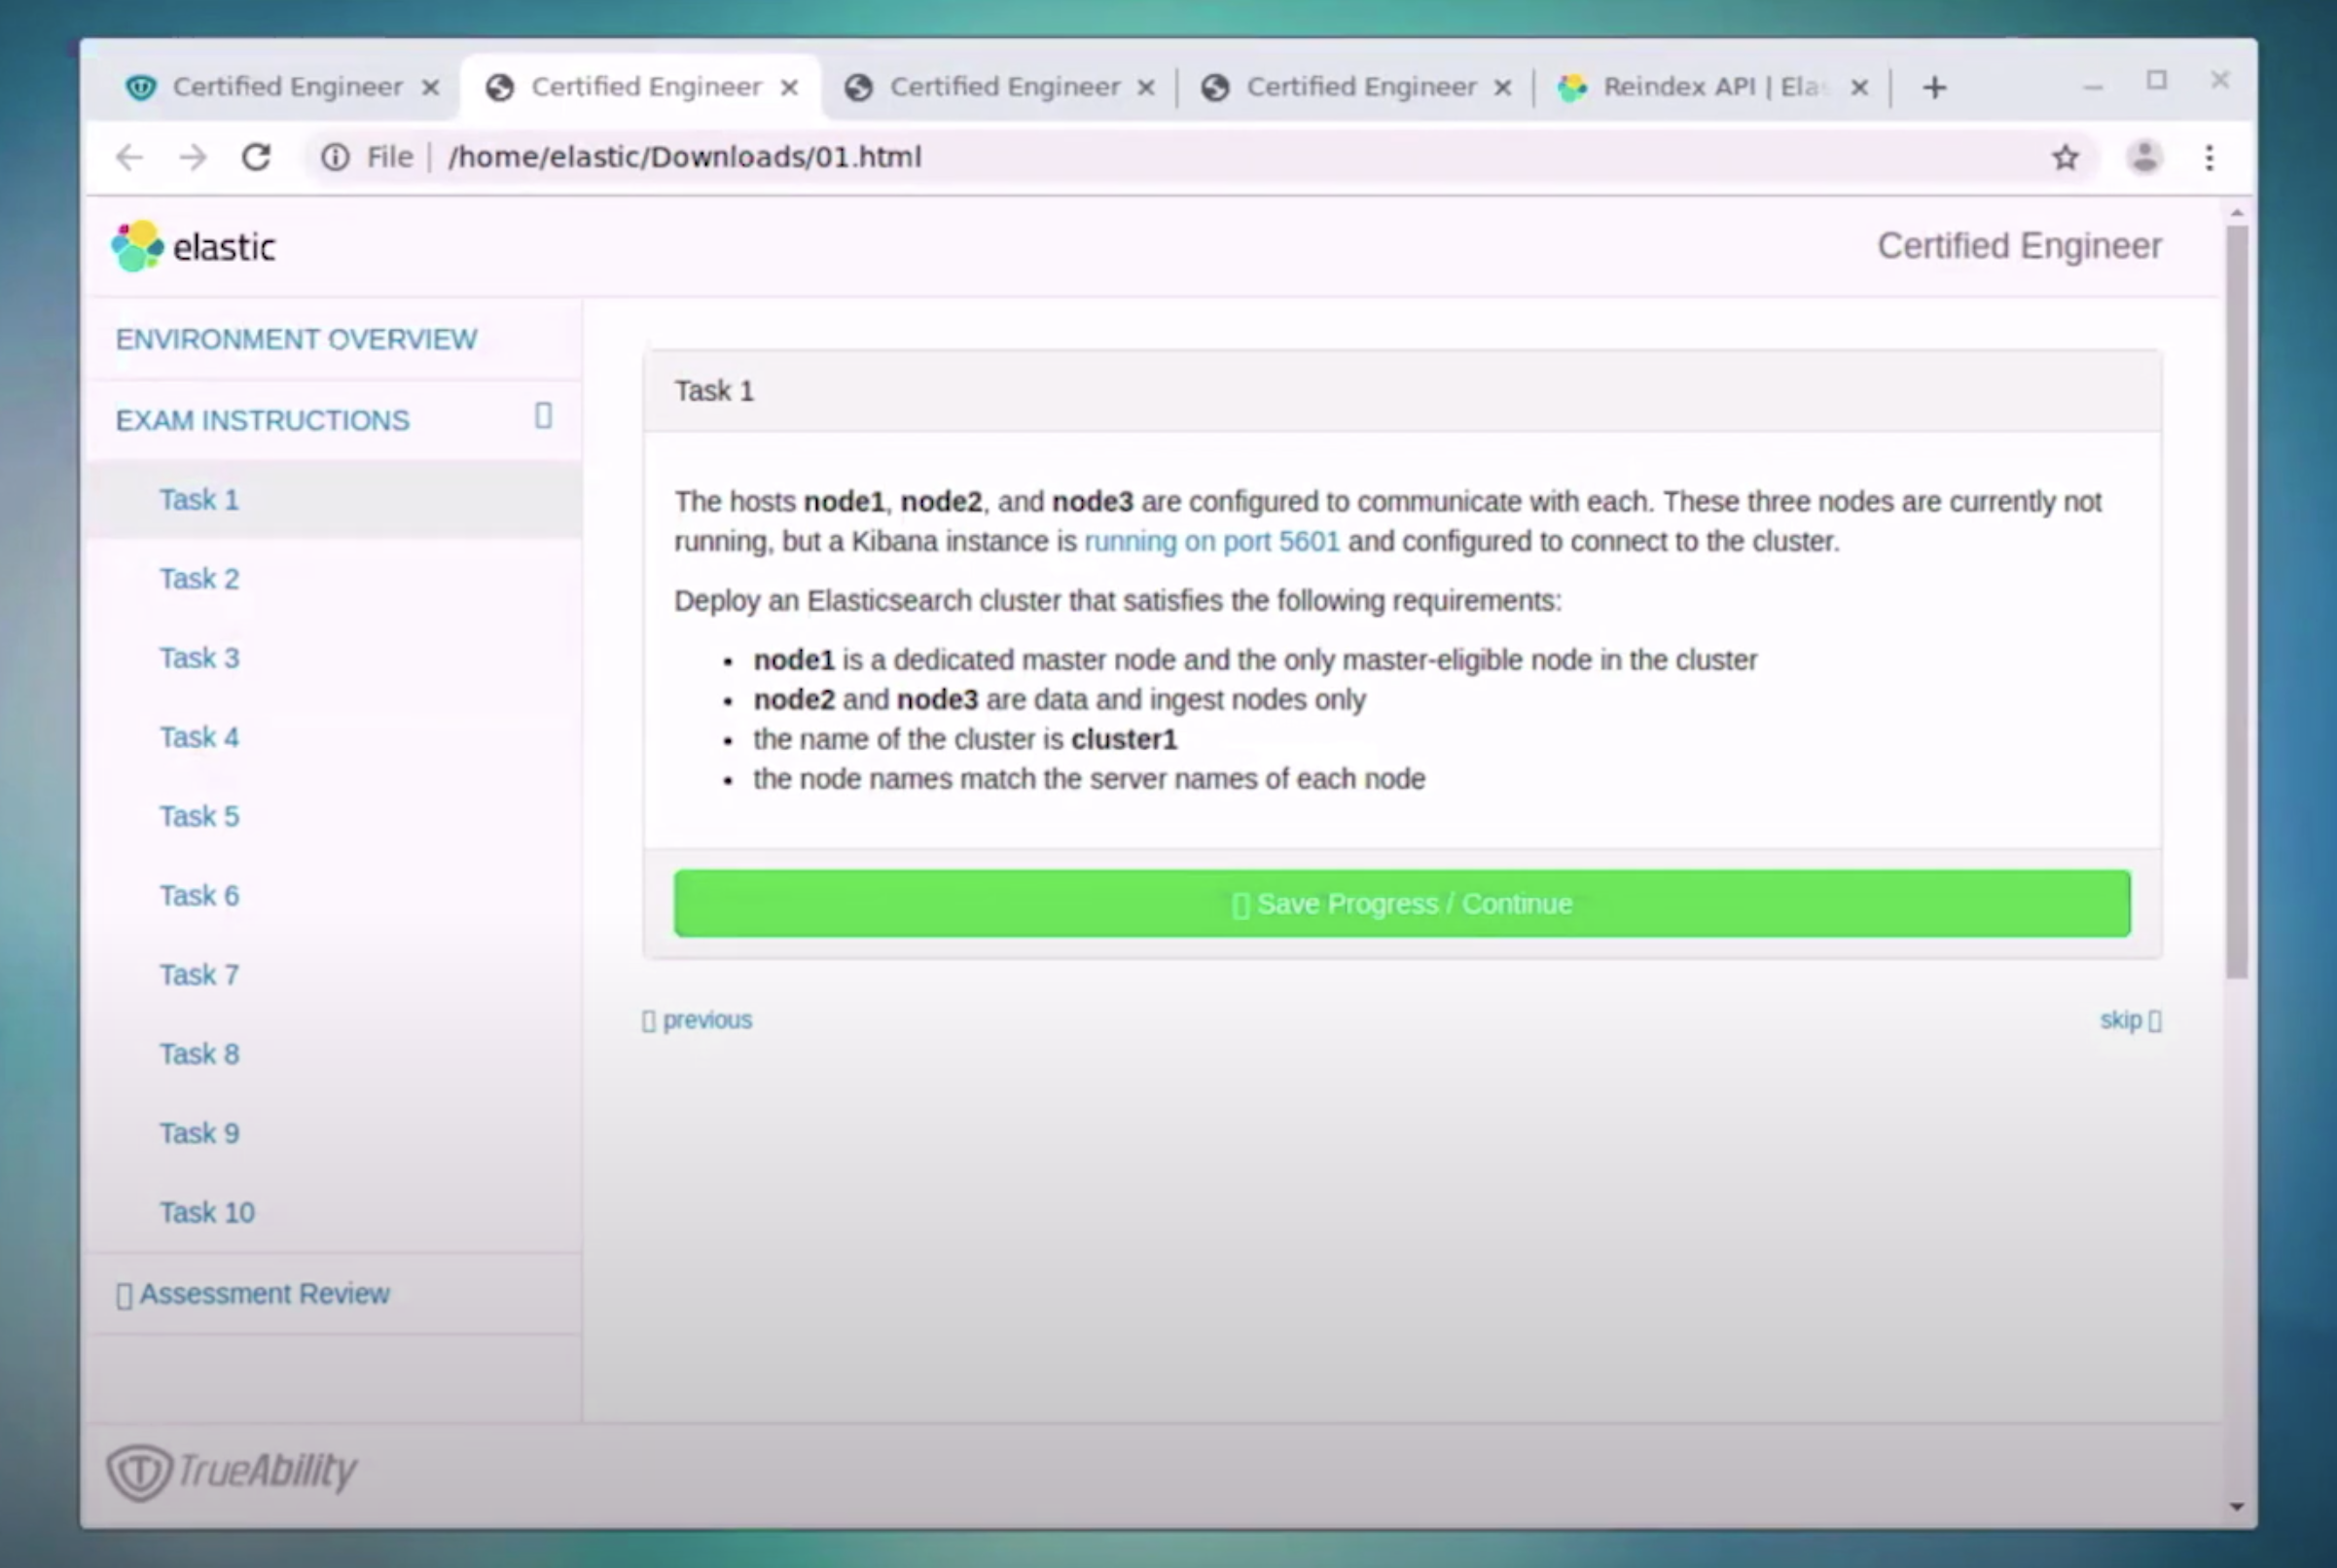 Certified Engineer
Certified Engineer
Certified Engineer
Certified Engineer
Reindex API | Elas
File | /home/elastic/Downloads/01.html
elastic
Certified Engineer
ENVIRONMENT OVERVIEW
EXAM INSTRUCTIONS
Task 1
Task 2
Task 3
Task 4
Task 5
Task 6
Task 7
Task 8
Task 9
Task 10
Assessment Review
Task 1
The hosts node1, node2, and node3 are configured to communicate with each. These three nodes are currently not
running, but a Kibana instance is running on port 5601 and configured to connect to the cluster.
Deploy an Elasticsearch cluster that satisfies the following requirements:
• node1 is a dedicated master node and the only master-eligible node in the cluster
• node2 and node3 are data and ingest nodes only
• the name of the cluster is cluster1
• the node names match the server names of each node
Save Progress / Continue
previous
skip
TrueAbility